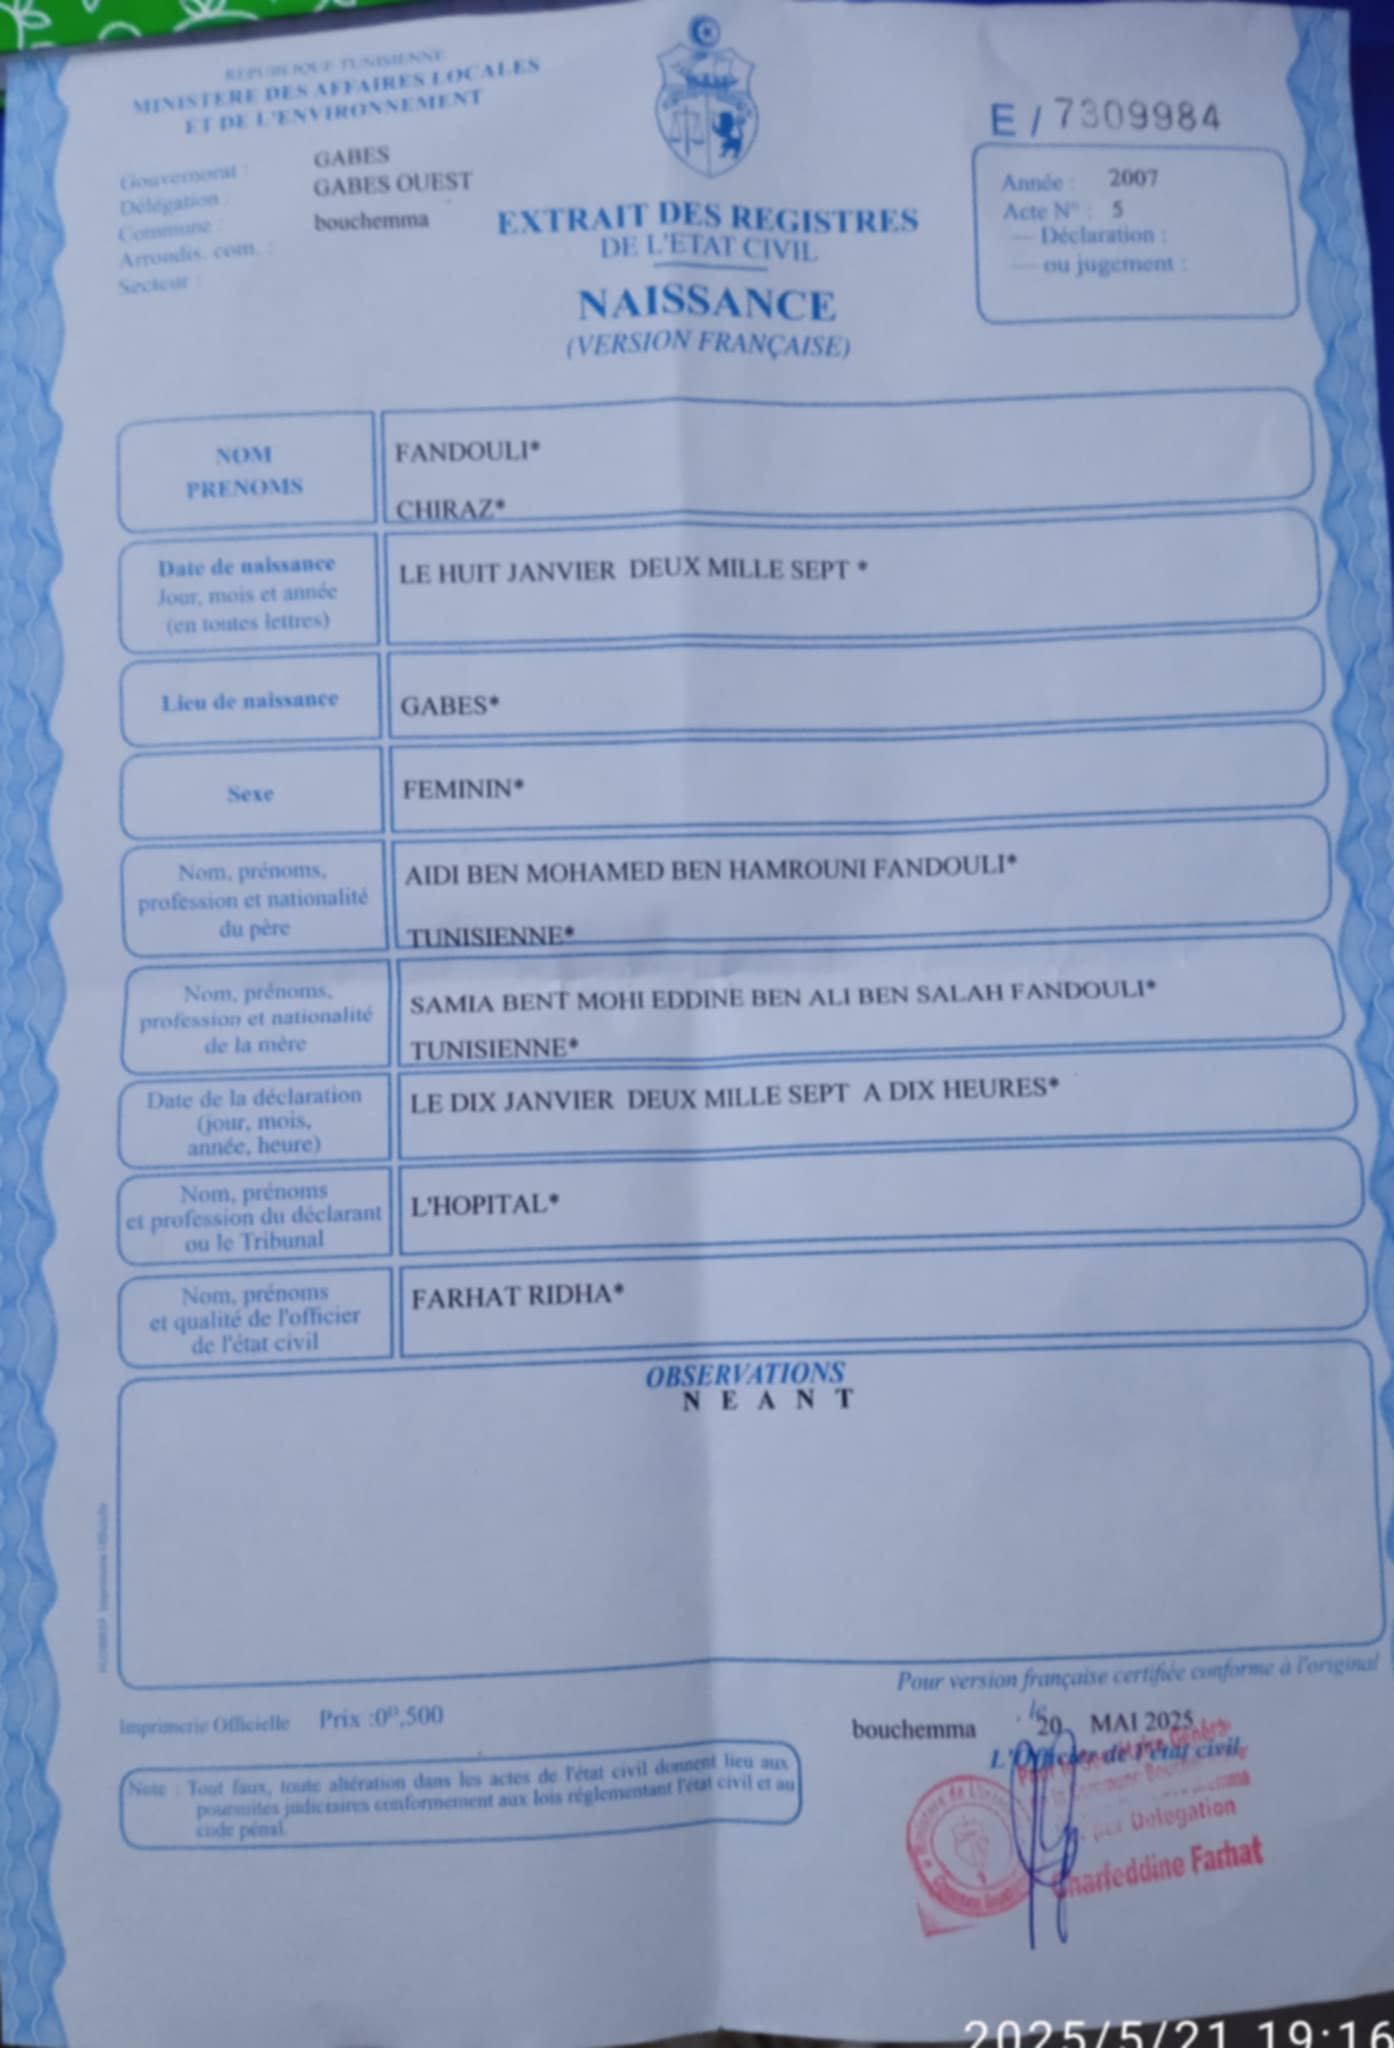 REPUBLIQUE TUNISIENNE
MINISTERE DES AFFAIRES LOCALES
ET DE L'ENVIRONNEMENT
Gouvernorat : GABES
Délégation : GABES OUEST
Commune : bouchemma
Arrondis. com. :
Secteur :
E / 7309984
Année : 2007
Acte N° : 5
— Déclaration :
— ou jugement :
EXTRAIT DES REGISTRES
DE L'ETAT CIVIL
NAISSANCE
(VERSION FRANÇAISE)
NOM FANDOULI*
PRENOMS CHIRAZ*
Date de naissance
Jour, mois et année
(en toutes lettres)
LE HUIT JANVIER DEUX MILLE SEPT *
Lieu de naissance GABES*
Sexe FEMININ*
Nom, prénoms,
profession et nationalité
du père
AIDI BEN MOHAMED BEN HAMROUNI FANDOULI*
TUNISIENNE*
Nom, prénoms,
profession et nationalité
de la mère
SAMIA BENT MOHI EDDINE BEN ALI BEN SALAH FANDOULI*
TUNISIENNE*
Date de la déclaration
(jour, mois,
année, heure)
LE DIX JANVIER DEUX MILLE SEPT A DIX HEURES*
Nom, prénoms
et profession du déclarant
ou le Tribunal
L'HOPITAL*
Nom, prénoms
et qualité de l'officier
de l'état civil
FARHAT RIDHA*
OBSERVATIONS
N E A N T
Pour version française certifiée conforme à l'original
Imprimerie Officielle Prix :0ᴰ,500
bouchemma le 20 MAI 2025
L'Officier de l'état civil
par Delegation
Charfeddine Farhat
Note : Tout faux, toute altération dans les actes de l'état civil donnent lieu aux
poursuites judiciaires conformement aux lois réglementant l'état civil et au
code pénal.
2025/5/21 19:16